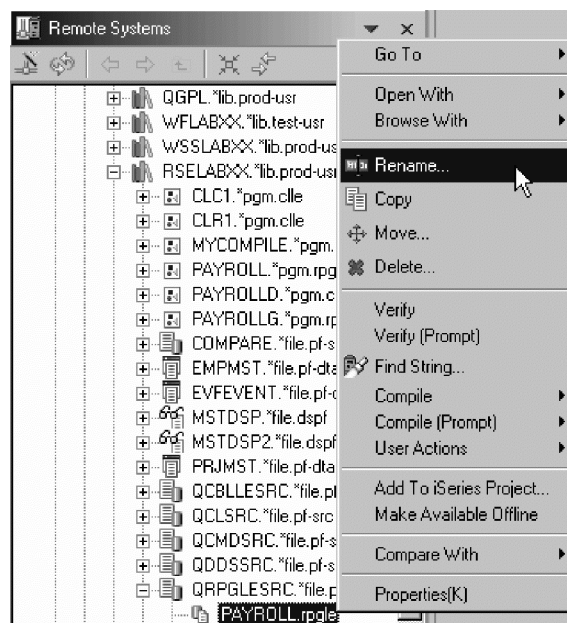 Remote Systems
QGPL.*lib.prod-usr
WFLABXX.*lib.test-usr
WSSLABXX.*lib.prod-us
RSELABXX.*lib.prod-usr
CLC1.*pgm.clle
CLR1.*pgm.clle
MYCOMPILE.*pgm.
PAYROLL.*pgm.rpg
PAYROLLD.*pgm.c
PAYROLLG.*pgm.rp
COMPARE.*file.pf-s
EMPMST.*file.pf-dta
EVFEVENT.*file.pf-d
MSTDSP.*file.dspf
MSTDSP2.*file.dspf
PRJMST.*file.pf-dta
QCBLLESRC.*file.pf
QCLSRC.*file.pf-src
QCMDSRC.*file.pf-s
QDDSSRC.*file.pf-s
QRPGLESRC.*file.p
PAYROLL.rpgle
Go To
Open With
Browse With
Rename...
Copy
Move...
Delete...
Verify
Verify (Prompt)
Find String...
Compile
Compile (Prompt)
User Actions
Add To iSeries Project...
Make Available Offline
Compare With
Properties(K)